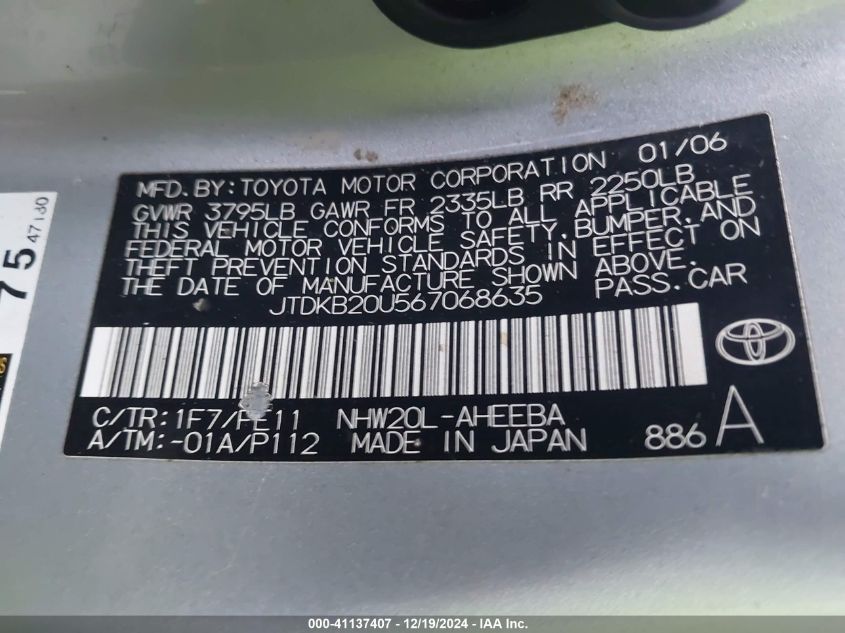 MFD. BY: TOYOTA MOTOR CORPORATION 01/06
GVWR 3795LB GAWR FR 2335LB RR 2250LB
THIS VEHICLE CONFORMS TO ALL APPLICABLE
FEDERAL MOTOR VEHICLE SAFETY, BUMPER, AND
THEFT PREVENTION STANDARDS IN EFFECT ON
THE DATE OF MANUFACTURE SHOWN ABOVE.
JTDKB20U567068635 PASS. CAR
C/TR: 1F7/FE11 NHW20L-AHEEBA
A/TM: -01A/P112 MADE IN JAPAN 886 A
75
47130
000-41137407 - 12/19/2024 - IAA Inc.